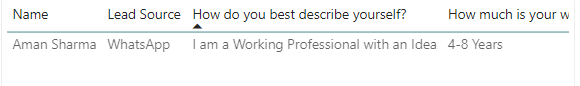 Name Lead Source How do you best describe yourself? How much is your w
Aman Sharma WhatsApp I am a Working Professional with an Idea 4-8 Years